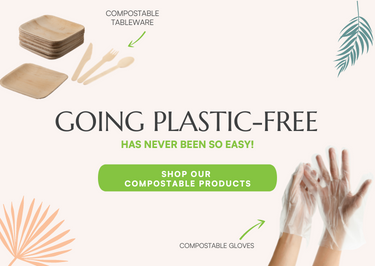 COMPOSTABLE
TABLEWARE
GOING PLASTIC-FREE
HAS NEVER BEEN SO EASY!
SHOP OUR
COMPOSTABLE PRODUCTS
COMPOSTABLE GLOVES